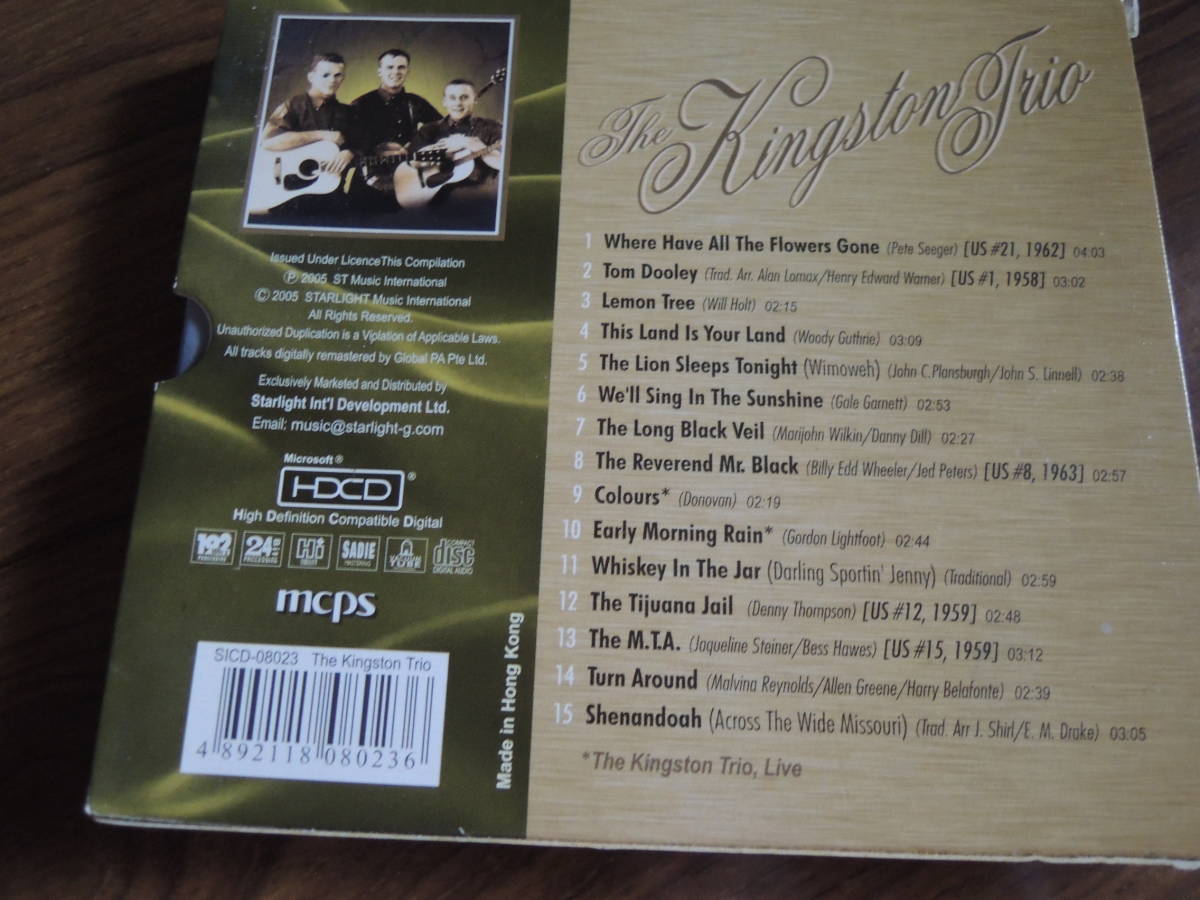 The Kingston Trio
1 Where Have All The Flowers Gone (Pete Seeger) [US #21, 1962] 04:03
2 Tom Dooley (Trad. Arr. Alan Lomax/Henry Edward Warner) [US #1, 1958] 03:02
3 Lemon Tree (Will Holt) 02:15
4 This Land Is Your Land (Woody Guthrie) 03:09
5 The Lion Sleeps Tonight (Wimoweh) (John C.Plansburgh/John S. Linnell) 02:38
6 We'll Sing In The Sunshine (Gale Garnett) 02:53
7 The Long Black Veil (Marijohn Wilkin/Danny Dill) 02:27
8 The Reverend Mr. Black (Billy Edd Wheeler/Jed Peters) [US #8, 1963] 02:57
9 Colours* (Donovan) 02:19
10 Early Morning Rain* (Gordon Lightfoot) 02:44
11 Whiskey In The Jar (Darling Sportin' Jenny) (Traditional) 02:59
12 The Tijuana Jail (Denny Thompson) [US #12, 1959] 02:48
13 The M.T.A. (Jaqueline Steiner/Bess Hawes) [US #15, 1959] 03:12
14 Turn Around (Malvina Reynolds/Allen Greene/Harry Belafonte) 02:39
15 Shenandoah (Across The Wide Missouri) (Trad. Arr J. Shirl/E. M. Drake) 03:05
*The Kingston Trio, Live
Issued Under LicenceThis Compilation
℗ 2005 ST Music International
© 2005 STARLIGHT Music International
All Rights Reserved.
Unauthorized Duplication is a Violation of Applicable Laws.
All tracks digitally remastered by Global PA Pte Ltd.
Exclusively Marketed and Distributed by
Starlight Int'l Development Ltd.
Email: music@starlight-g.com
Microsoft®
HDCD®
High Definition Compatible Digital
192
24
Hi
SADiE
TUBE
COMPACT
disc
DIGITAL AUDIO
mcps
SICD-08023 The Kingston Trio
4 892118 080236
Made in Hong Kong